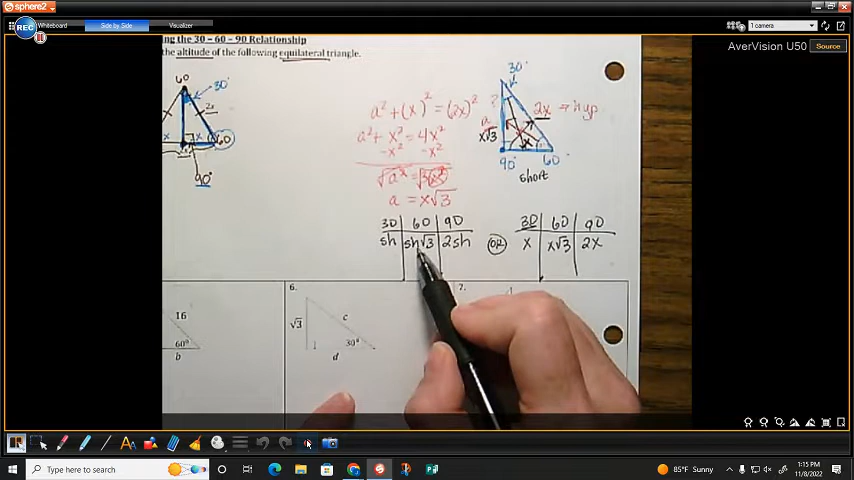 sphere2
REC
Whiteboard
Side by Side
Visualizer
1 camera
AverVision U50
Source
ing the 30 – 60 – 90 Relationship
the altitude of the following equilateral triangle.
60
30°
2x
x
x
60
90°
a² + (x)² = (2x)²
a² + x² = 4x²
-x² -x²
√a² = √3x²
a = x√3
30°
?
a
x√3
2x ⇒ hyp
x
90°
60°
short
30 60 90
sh sh√3 2sh
OR
30 60 90
x x√3 2x
16
60°
b
6.
√3
c
30°
d
7.
Type here to search
85°F Sunny
1:15 PM
11/8/2022